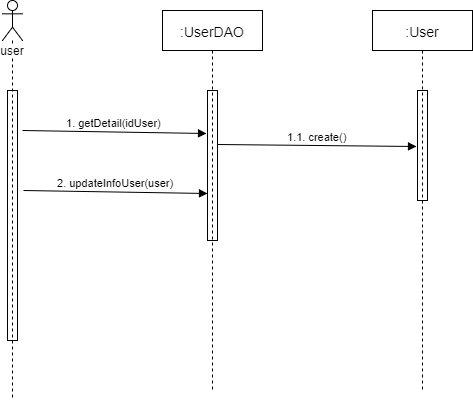 user
:UserDAO
:User
1. getDetail(idUser)
1.1. create()
2. updateInfoUser(user)